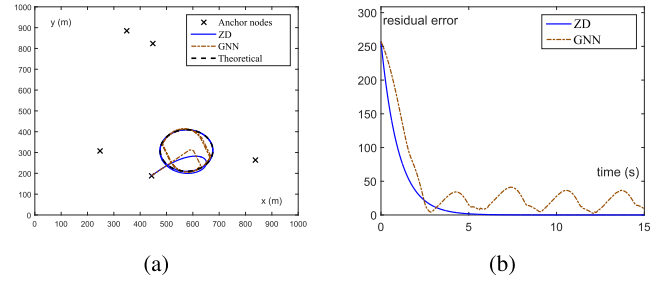 y (m)
Anchor nodes
ZD
GNN
Theoretical
1000
900
800
700
600
500
400
300
200
100
0
x (m)
0 100 200 300 400 500 600 700 800 900 1000
(a)
residual error
ZD
GNN
300
250
200
150
100
50
0
time (s)
0 5 10 15
(b)